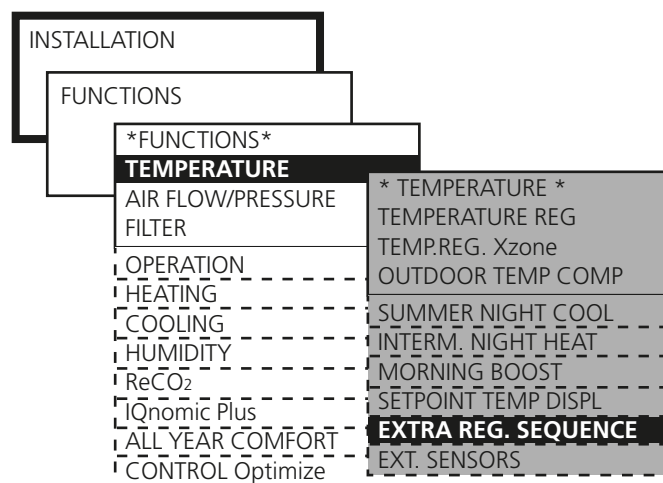 INSTALLATION
FUNCTIONS
*FUNCTIONS*
TEMPERATURE
AIR FLOW/PRESSURE
FILTER
OPERATION
HEATING
COOLING
HUMIDITY
ReCO2
IQnomic Plus
ALL YEAR COMFORT
CONTROL Optimize
* TEMPERATURE *
TEMPERATURE REG
TEMP.REG. Xzone
OUTDOOR TEMP COMP
SUMMER NIGHT COOL
INTERM. NIGHT HEAT
MORNING BOOST
SETPOINT TEMP DISPL
EXTRA REG. SEQUENCE
EXT. SENSORS